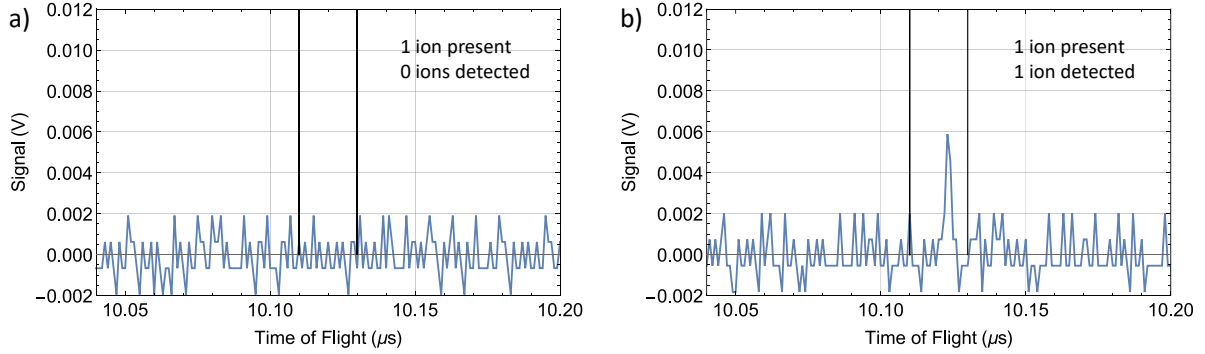 a)
0.012
0.010
0.008
0.006
0.004
0.002
0.000
−0.002
Signal (V)
1 ion present
0 ions detected
10.05
10.10
10.15
10.20
Time of Flight (μs)
b)
0.012
0.010
0.008
0.006
0.004
0.002
0.000
−0.002
Signal (V)
1 ion present
1 ion detected
10.05
10.10
10.15
10.20
Time of Flight (μs)